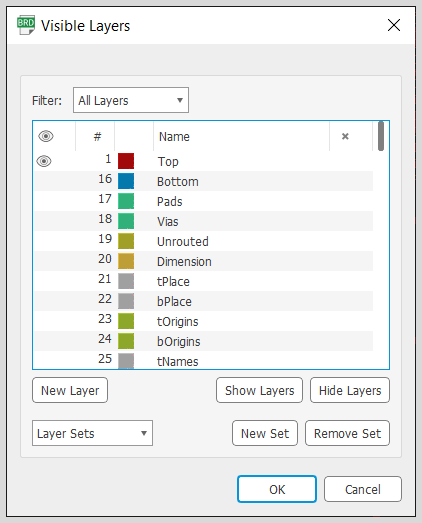 BRD Visible Layers
Filter: All Layers
# Name
1 Top
16 Bottom
17 Pads
18 Vias
19 Unrouted
20 Dimension
21 tPlace
22 bPlace
23 tOrigins
24 bOrigins
25 tNames
New Layer Show Layers Hide Layers
Layer Sets New Set Remove Set
OK Cancel